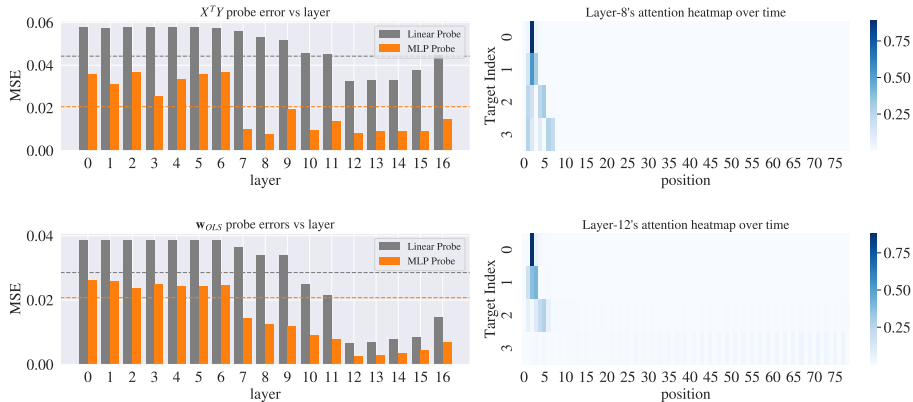 X^T Y probe error vs layer
0.06
0.04
0.02
0.00
MSE
Linear Probe
MLP Probe
0 1 2 3 4 5 6 7 8 9 10 11 12 13 14 15 16
layer
Layer-8's attention heatmap over time
Target Index
0
1
2
3
0 5 10 15 20 25 30 35 40 45 50 55 60 65 70 75
position
0.75
0.50
0.25
w_OLS probe errors vs layer
0.04
0.02
0.00
MSE
Linear Probe
MLP Probe
0 1 2 3 4 5 6 7 8 9 10 11 12 13 14 15 16
layer
Layer-12's attention heatmap over time
Target Index
0
1
2
3
0 5 10 15 20 25 30 35 40 45 50 55 60 65 70 75
position
0.75
0.50
0.25